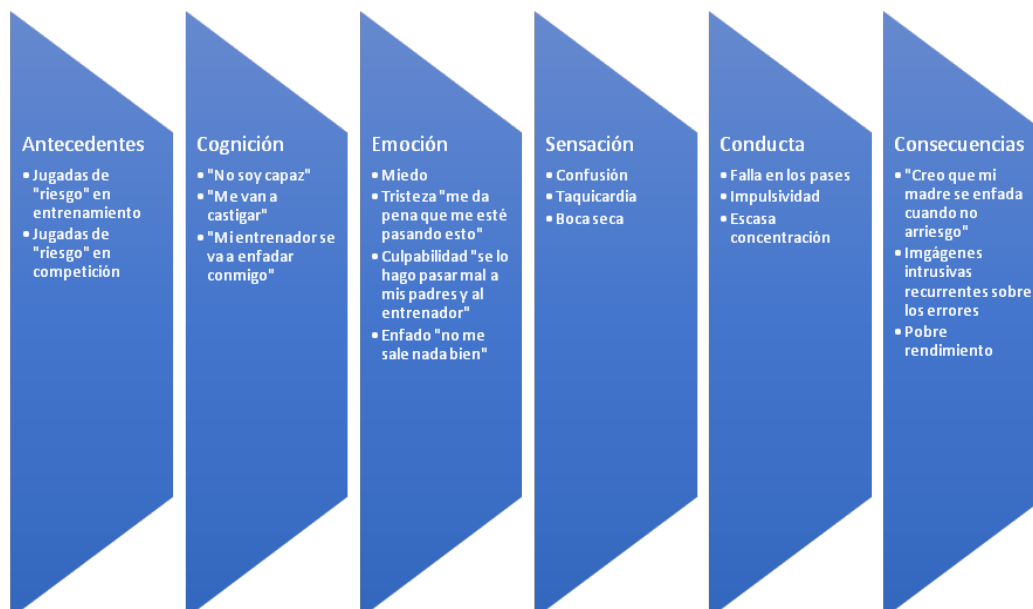 Antecedentes
▪ Jugadas de
"riesgo" en
entrenamiento
▪ Jugadas de
"riesgo" en
competición
Cognición
▪ "No soy capaz"
▪ "Me van a
castigar"
▪ "Mi entrenador se
va a enfadar
conmigo"
Emoción
▪ Miedo
▪ Tristeza "me da
pena que me esté
pasando esto"
▪ Culpabilidad "se lo
hago pasar mal a
mis padres y al
entrenador"
▪ Enfado "no me
sale nada bien"
Sensación
▪ Confusión
▪ Taquicardia
▪ Boca seca
Conducta
▪ Falla en los pases
▪ Impulsividad
▪ Escasa
concentración
Consecuencias
▪ "Creo que mi
madre se enfada
cuando no
arriesgo"
▪ Imgágenes
intrusivas
recurrentes sobre
los errores
▪ Pobre
rendimiento